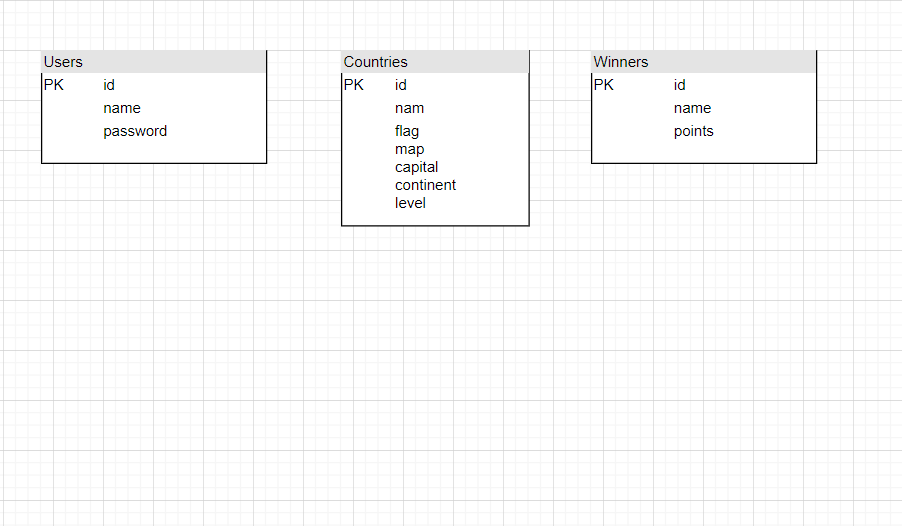 Users
PK id
name
password
Countries
PK id
nam
flag
map
capital
continent
level
Winners
PK id
name
points